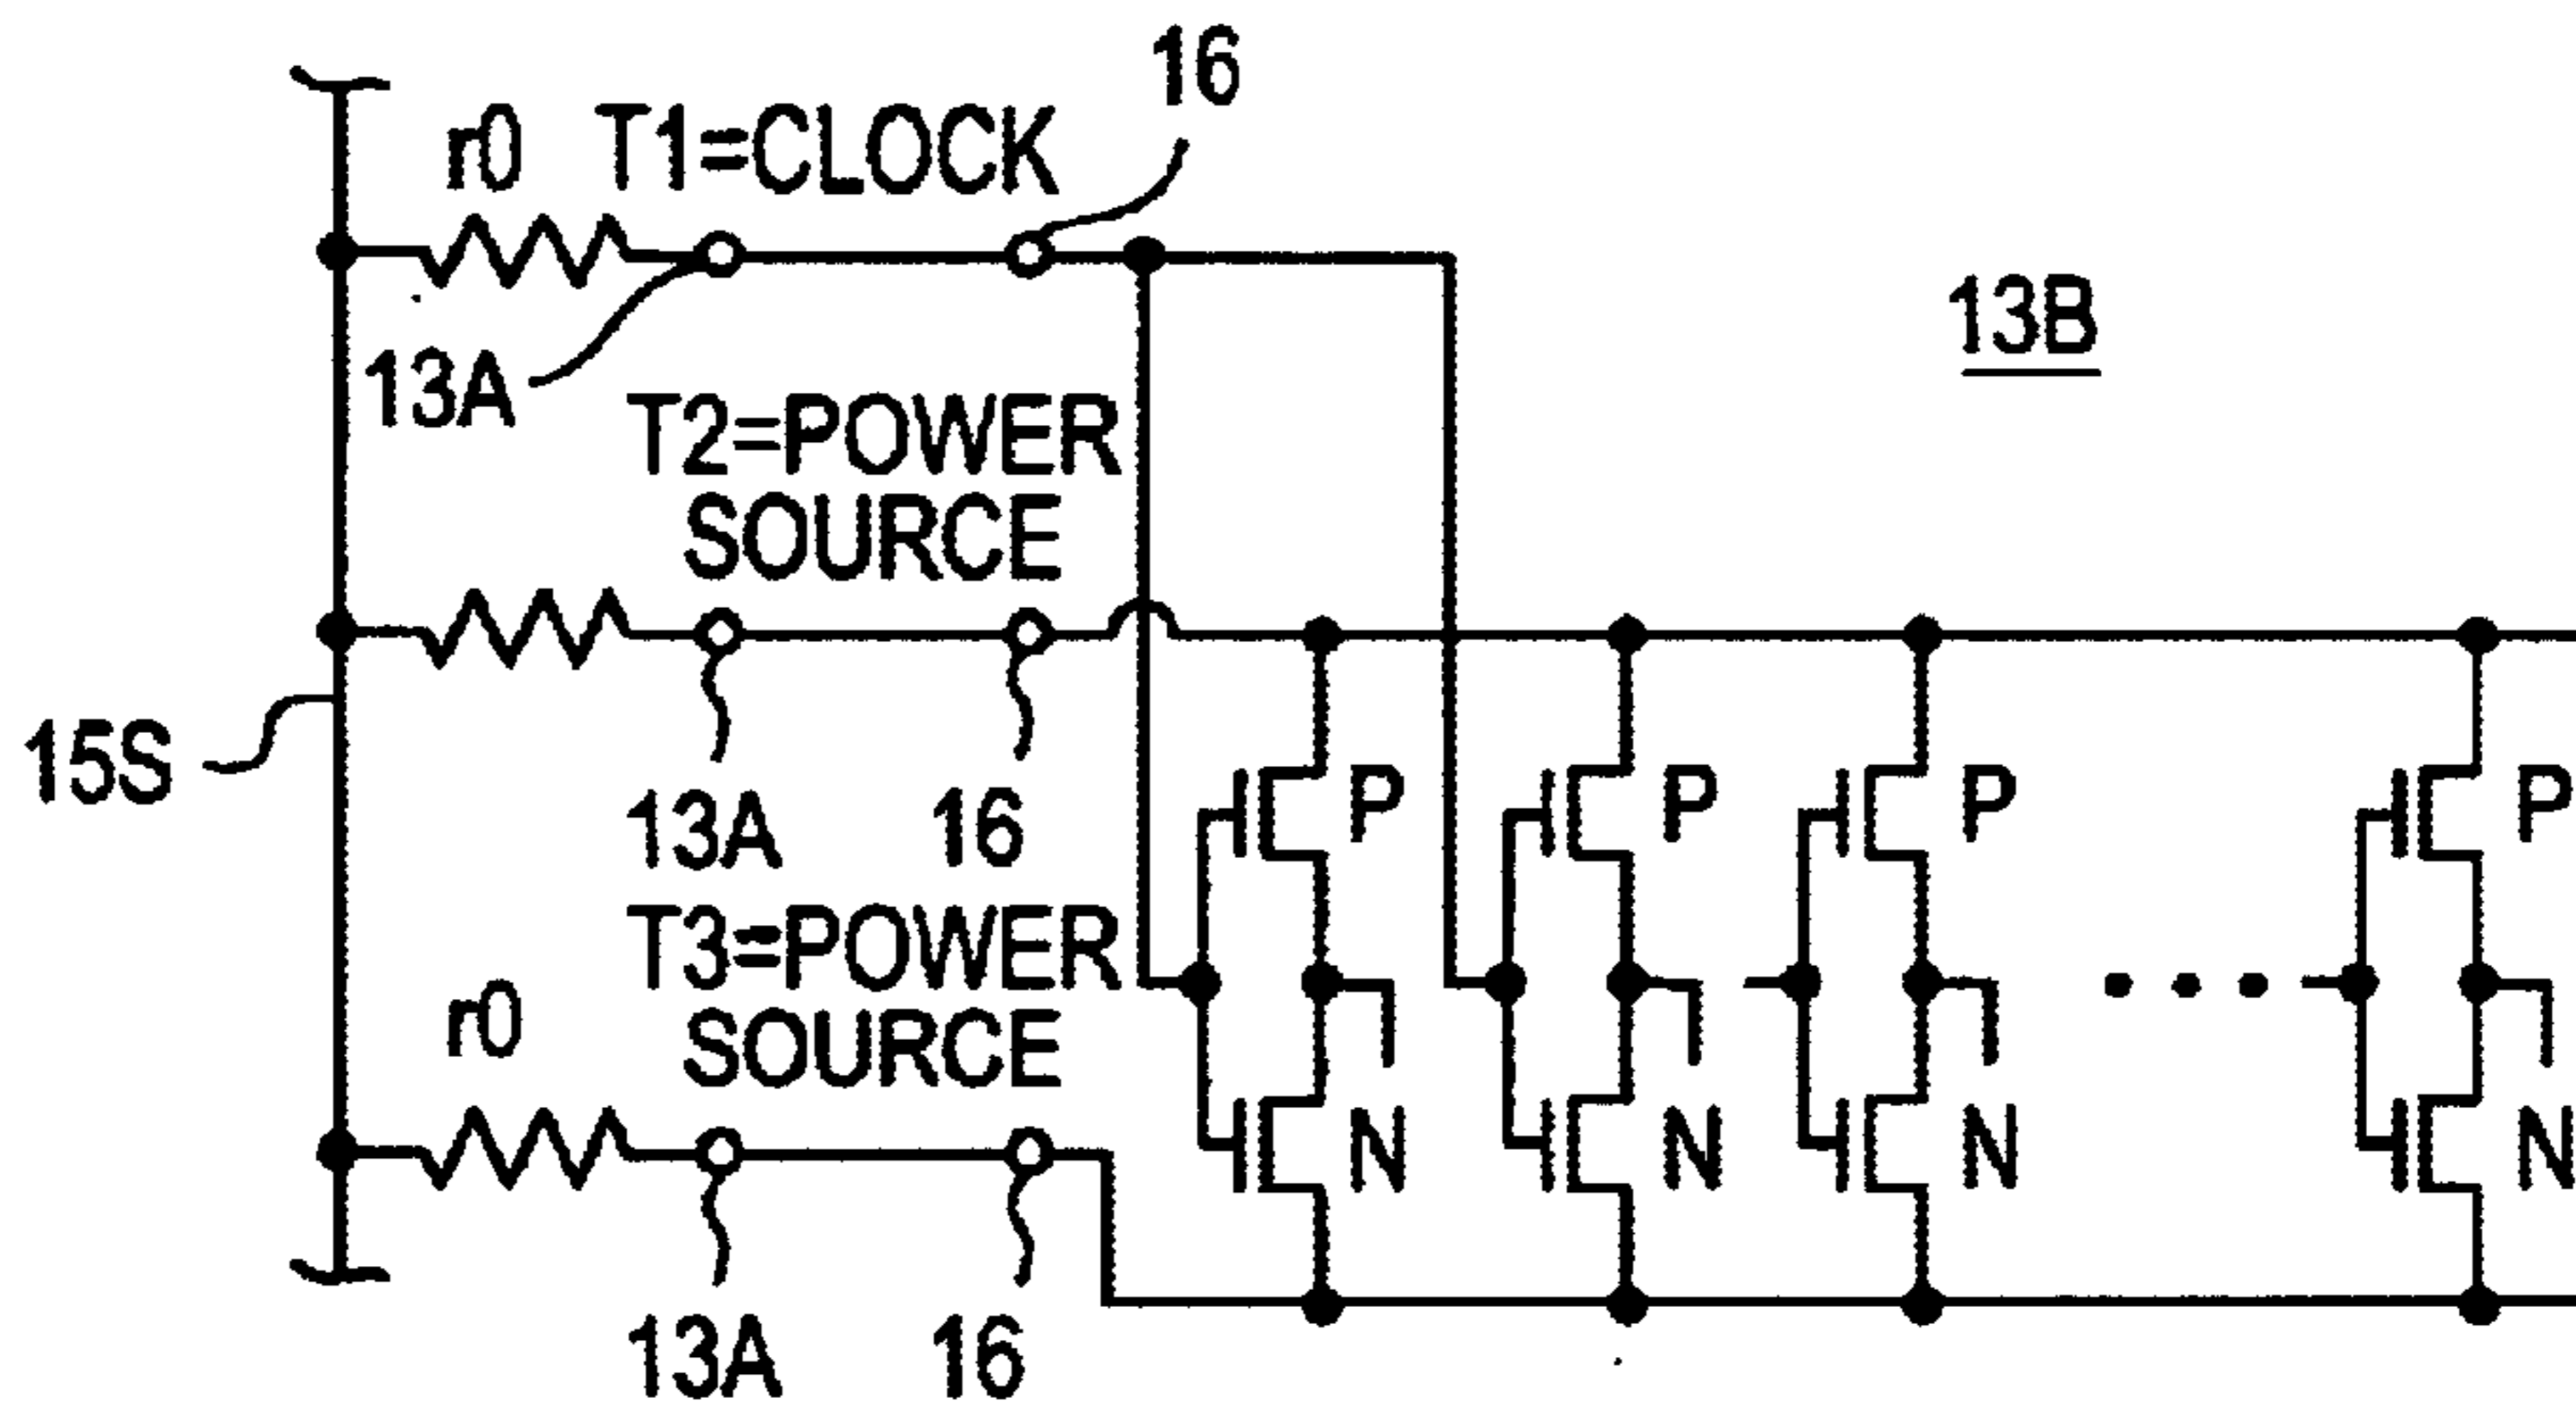 16
r0 T1=CLOCK
13B
13A
T2=POWER
SOURCE
15S
13A 16
P P P P
T3=POWER
SOURCE
r0
N N N N
13A 16